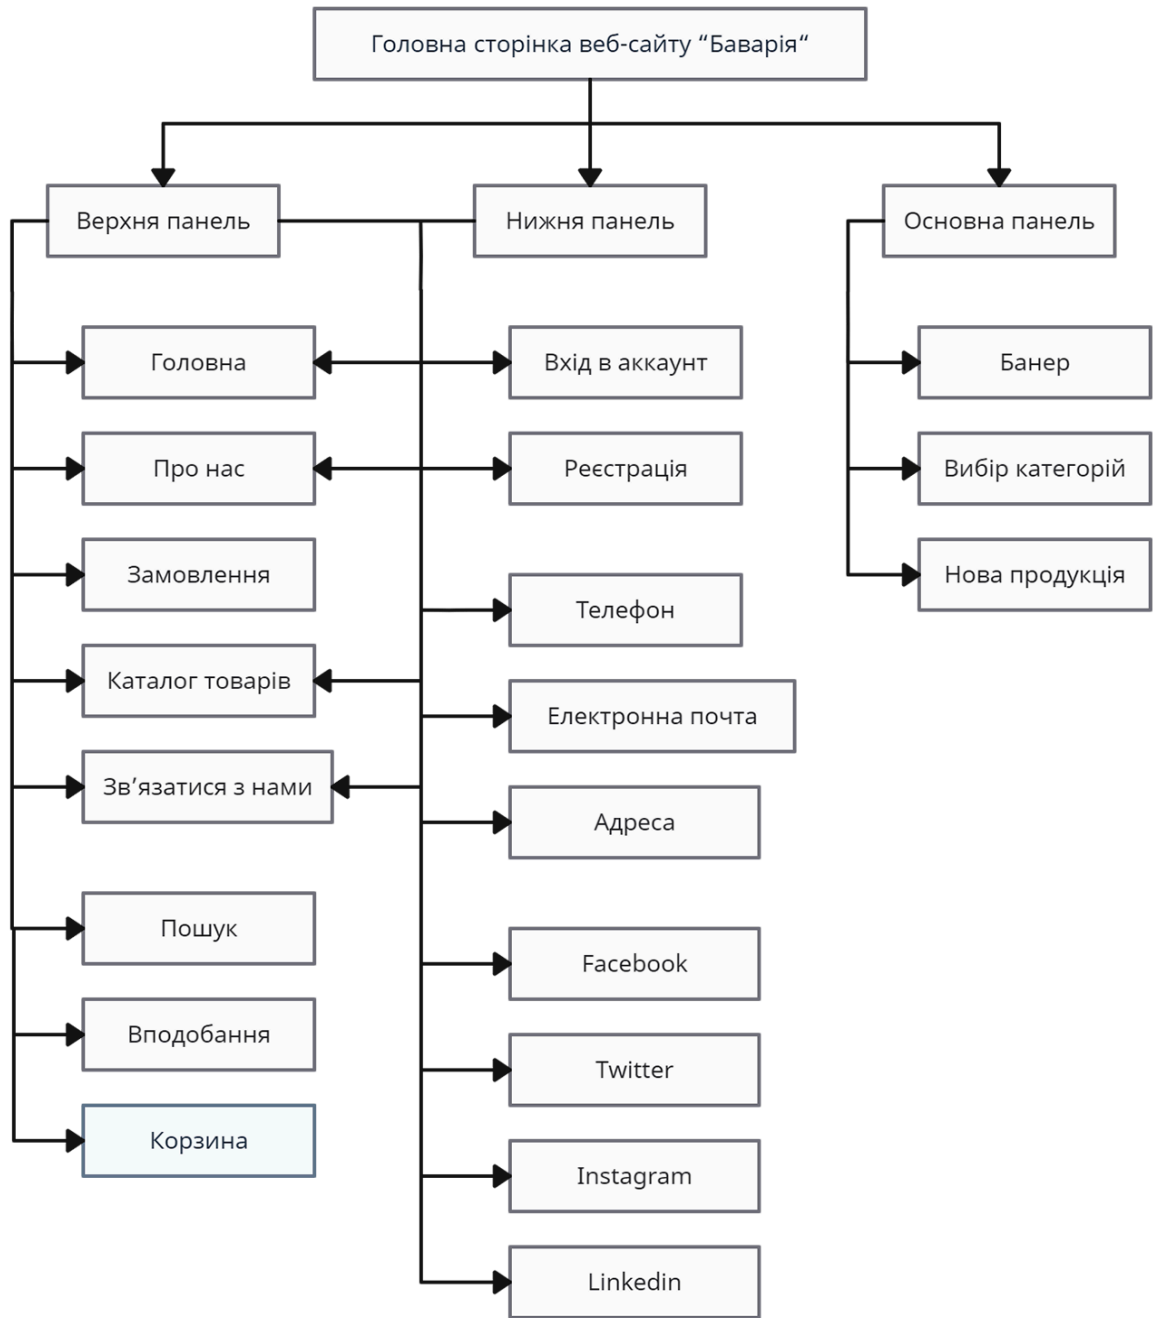 Головна сторінка веб-сайту “Баварія“
Верхня панель
Нижня панель
Основна панель
Головна
Про нас
Замовлення
Каталог товарів
Зв’язатися з нами
Пошук
Вподобання
Корзина
Вхід в аккаунт
Реєстрація
Телефон
Електронна почта
Адреса
Facebook
Twitter
Instagram
Linkedin
Банер
Вибір категорій
Нова продукція